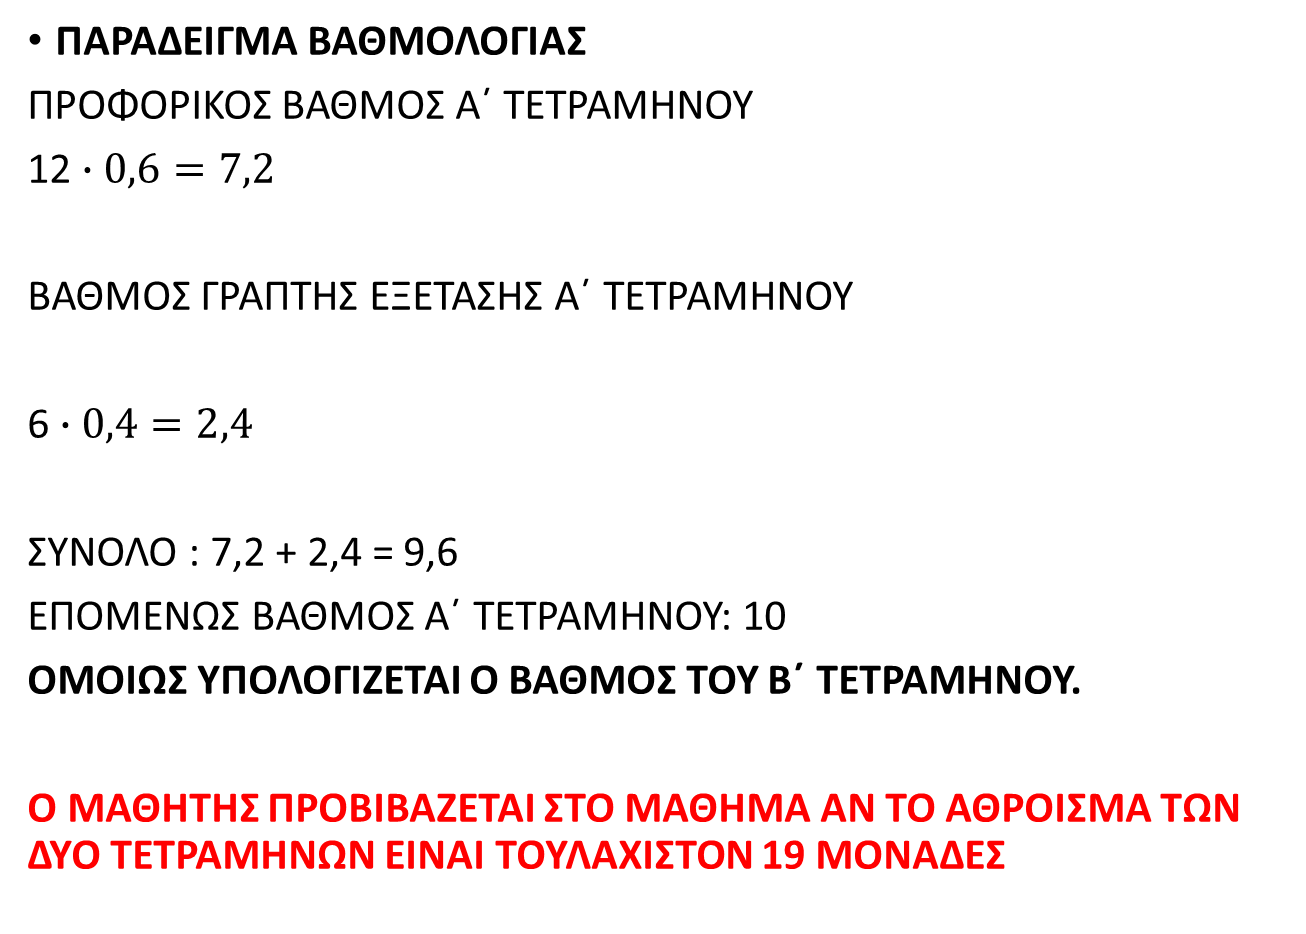 • ΠΑΡΑΔΕΙΓΜΑ ΒΑΘΜΟΛΟΓΙΑΣ
ΠΡΟΦΟΡΙΚΟΣ ΒΑΘΜΟΣ Α΄ ΤΕΤΡΑΜΗΝΟΥ
12 · 0,6 = 7,2
ΒΑΘΜΟΣ ΓΡΑΠΤΗΣ ΕΞΕΤΑΣΗΣ Α΄ ΤΕΤΡΑΜΗΝΟΥ
6 · 0,4 = 2,4
ΣΥΝΟΛΟ : 7,2 + 2,4 = 9,6
ΕΠΟΜΕΝΩΣ ΒΑΘΜΟΣ Α΄ ΤΕΤΡΑΜΗΝΟΥ: 10
ΟΜΟΙΩΣ ΥΠΟΛΟΓΙΖΕΤΑΙ Ο ΒΑΘΜΟΣ ΤΟΥ Β΄ ΤΕΤΡΑΜΗΝΟΥ.
Ο ΜΑΘΗΤΗΣ ΠΡΟΒΙΒΑΖΕΤΑΙ ΣΤΟ ΜΑΘΗΜΑ ΑΝ ΤΟ ΑΘΡΟΙΣΜΑ ΤΩΝ
ΔΥΟ ΤΕΤΡΑΜΗΝΩΝ ΕΙΝΑΙ ΤΟΥΛΑΧΙΣΤΟΝ 19 ΜΟΝΑΔΕΣ